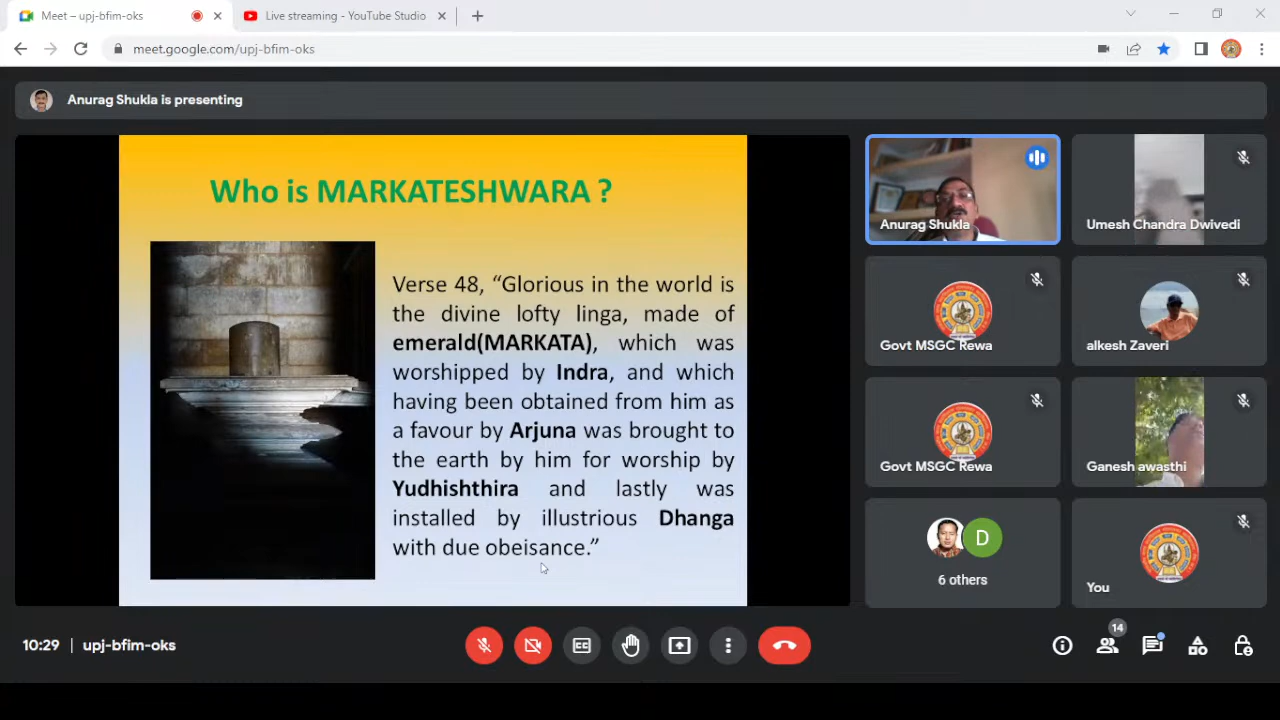 Meet – upj-bfim-oks
Live streaming - YouTube Studio
meet.google.com/upj-bfim-oks
Anurag Shukla is presenting
Who is MARKATESHWARA ?
Verse 48, “Glorious in the world is
the divine lofty linga, made of
emerald(MARKATA), which was
worshipped by Indra, and which
having been obtained from him as
a favour by Arjuna was brought to
the earth by him for worship by
Yudhishthira and lastly was
installed by illustrious Dhanga
with due obeisance.”
Anurag Shukla
Umesh Chandra Dwivedi
Govt MSGC Rewa
alkesh Zaveri
Govt MSGC Rewa
Ganesh awasthi
D
6 others
You
10:29 | upj-bfim-oks
CC
14